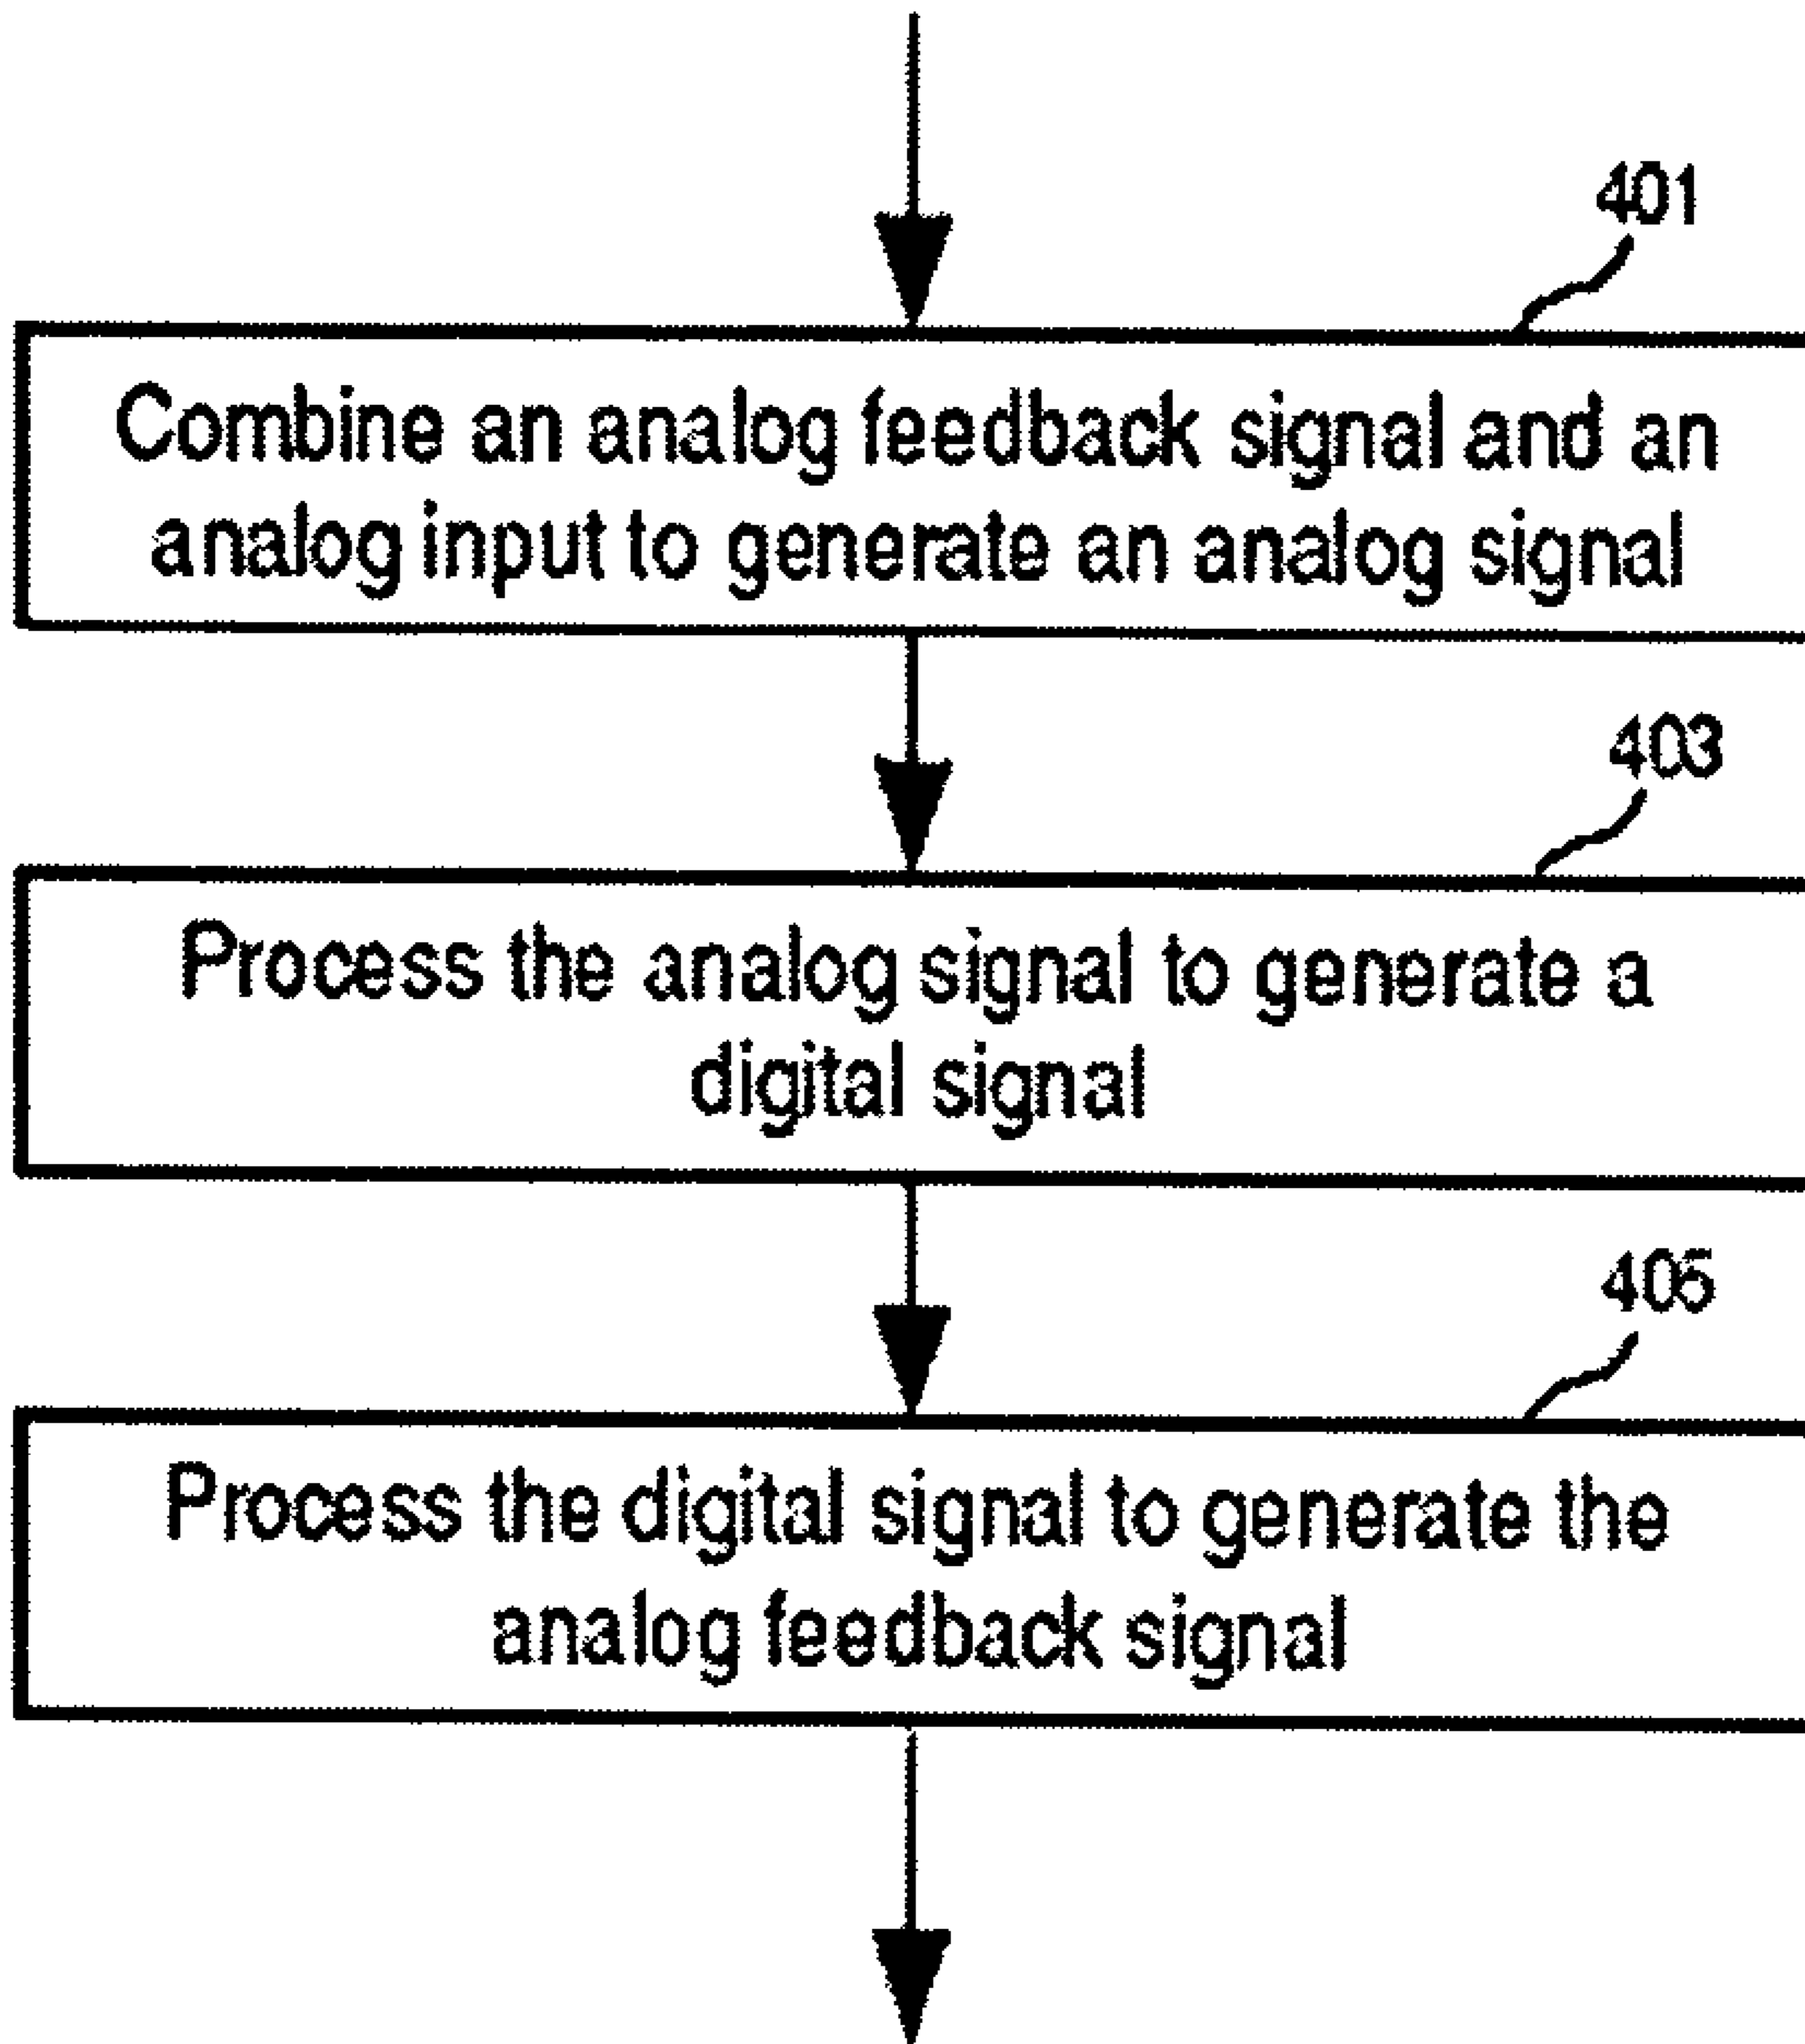 401
Combine an analog feedback signal and an
analog input to generate an analog signal
403
Process the analog signal to generate a
digital signal
405
Process the digital signal to generate the
analog feedback signal